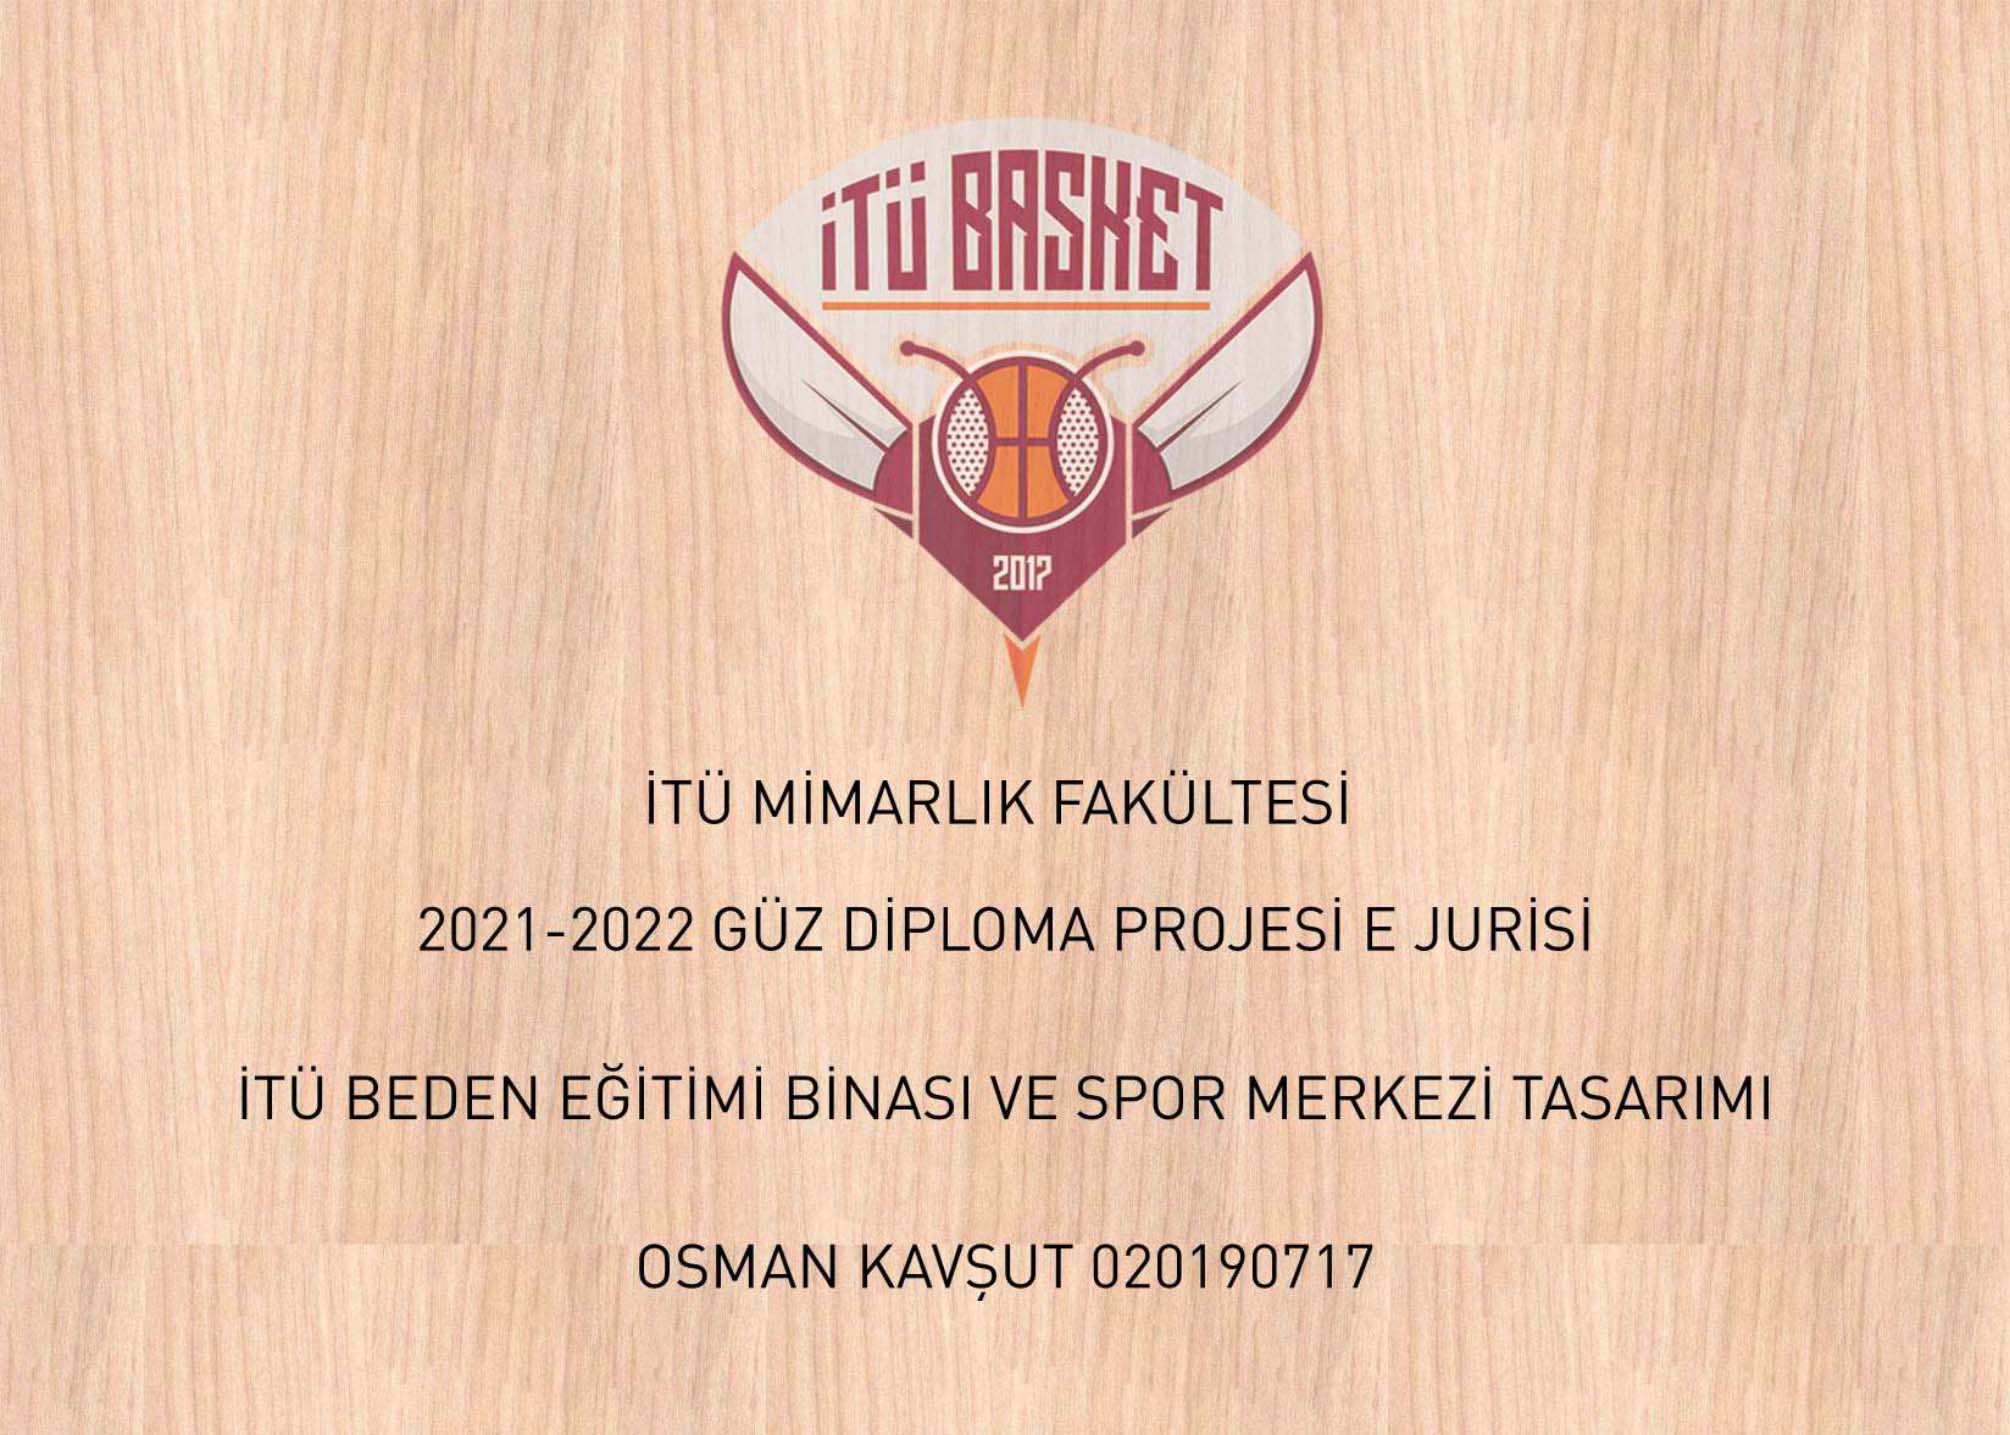 İTÜ BASKET
2017
İTÜ MİMARLIK FAKÜLTESİ
2021-2022 GÜZ DİPLOMA PROJESİ E JURİSİ
İTÜ BEDEN EĞİTİMİ BİNASI VE SPOR MERKEZİ TASARIMI
OSMAN KAVŞUT 020190717